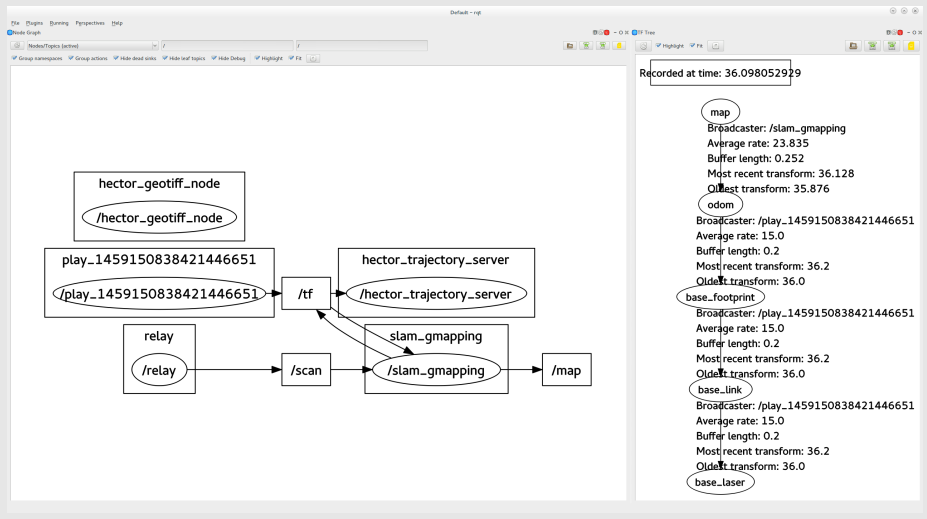 Default - rqt
File Plugins Running Perspectives Help
Node Graph
Nodes/Topics (active)
/
/
Group namespaces Group actions Hide dead sinks Hide leaf topics Hide Debug Highlight Fit
hector_geotiff_node
/hector_geotiff_node
play_1459150838421446651
/play_1459150838421446651
/tf
hector_trajectory_server
/hector_trajectory_server
relay
/relay
/scan
slam_gmapping
/slam_gmapping
/map
TF Tree
Highlight Fit
Recorded at time: 36.098052929
map
Broadcaster: /slam_gmapping
Average rate: 23.835
Buffer length: 0.252
Most recent transform: 36.128
Oldest transform: 35.876
odom
Broadcaster: /play_1459150838421446651
Average rate: 15.0
Buffer length: 0.2
Most recent transform: 36.2
Oldest transform: 36.0
base_footprint
Broadcaster: /play_1459150838421446651
Average rate: 15.0
Buffer length: 0.2
Most recent transform: 36.2
Oldest transform: 36.0
base_link
Broadcaster: /play_1459150838421446651
Average rate: 15.0
Buffer length: 0.2
Most recent transform: 36.2
Oldest transform: 36.0
base_laser